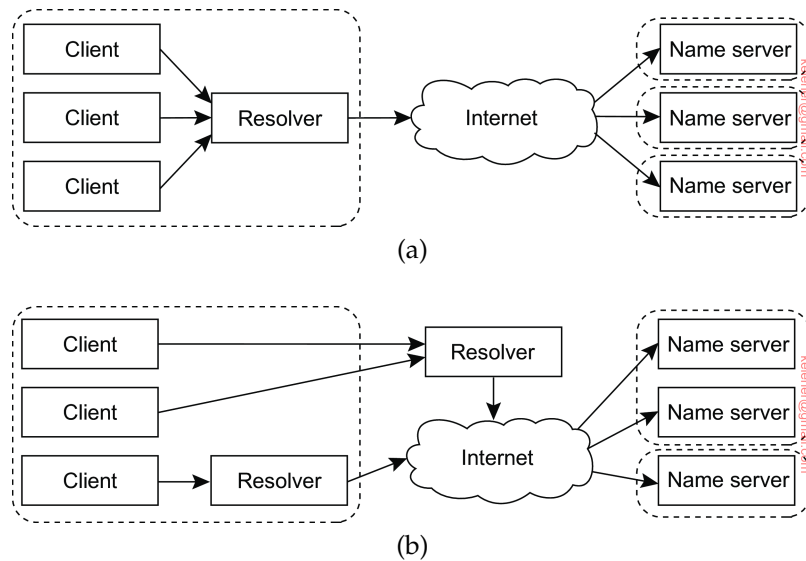 Client
Name server
Client
Resolver
Internet
Name server
Client
Name server
(a)
Client
Resolver
Name server
Client
Name server
Client
Resolver
Internet
Name server
(b)